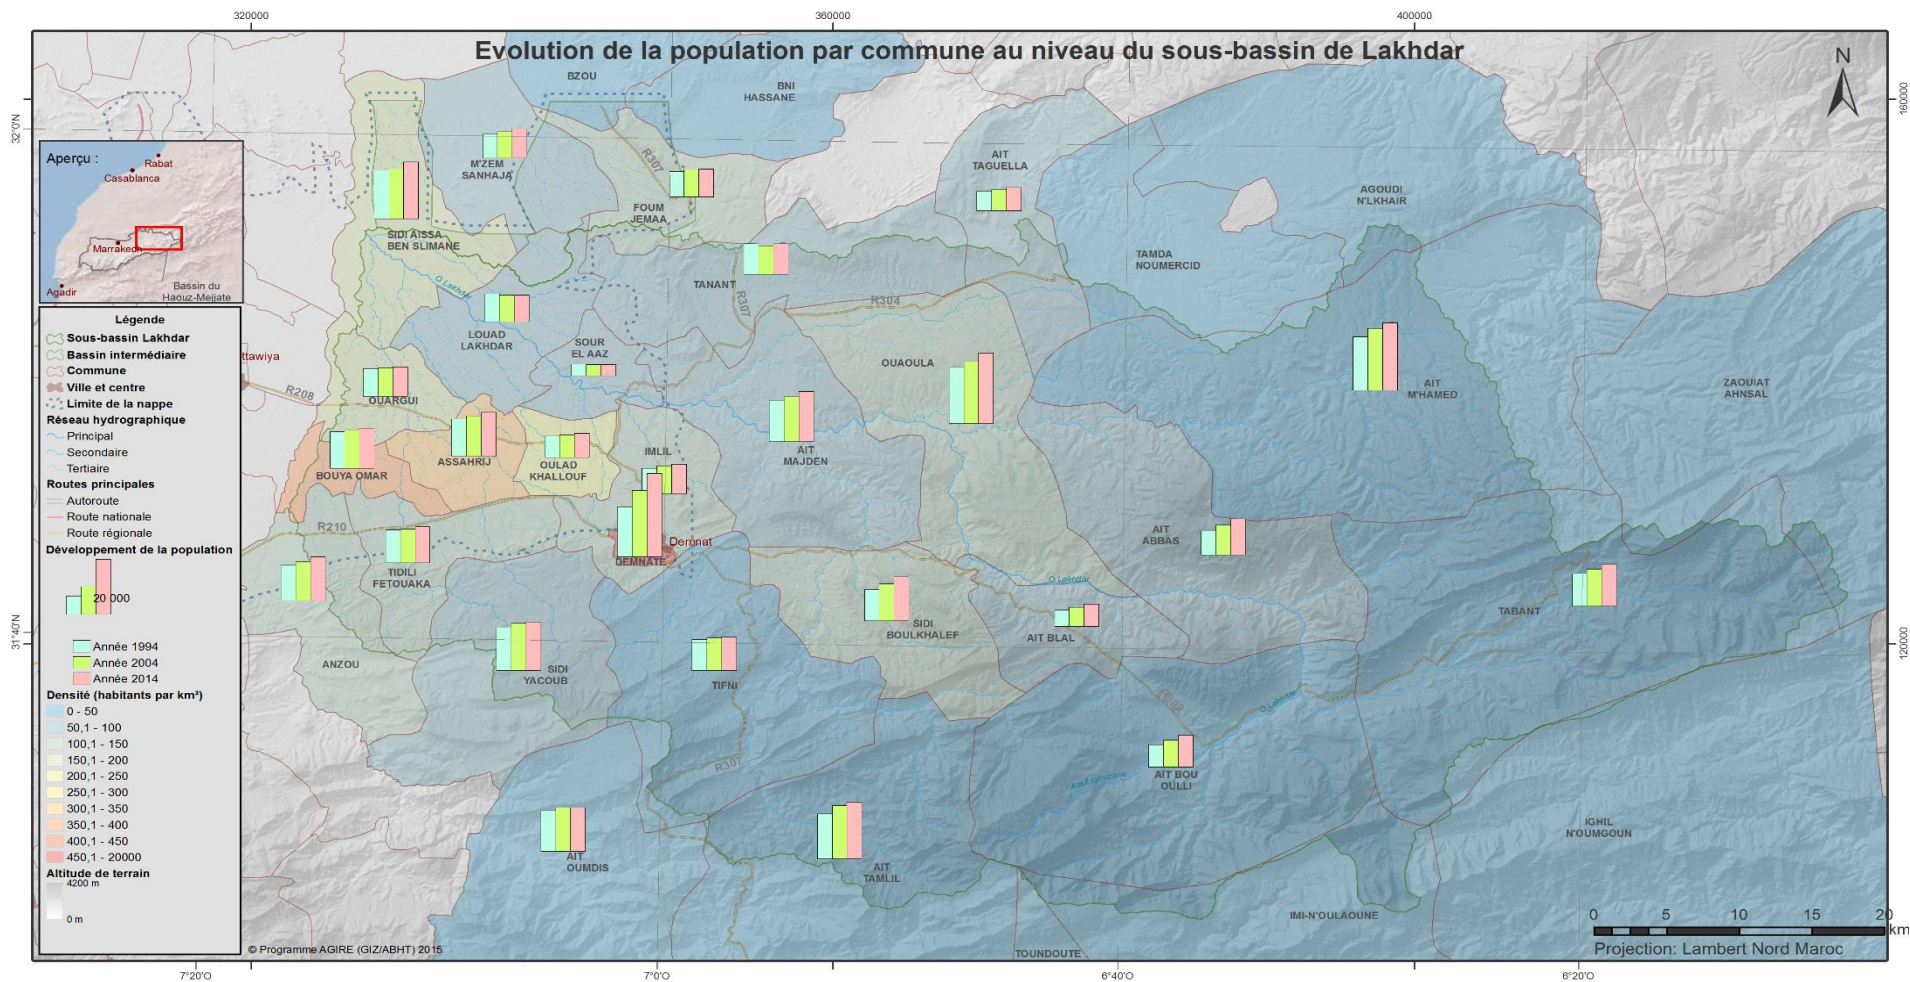 320000
360000
400000
Evolution de la population par commune au niveau du sous-bassin de Lakhdar
N
BZOU
BNI
HASSANE
160000
32°0'N
Aperçu :
Rabat
Casablanca
Marrakech
Agadir
Bassin du
Haouz-Mejjate
M'ZEM
SANHAJA
R307
FOUM
JEMAA
AIT
TAGUELLA
AGOUDI
N'LKHAIR
SIDI AISSA
BEN SLIMANE
TAMDA
NOUMERCID
O Lakhdar
TANANT
R307
R304
LOUAD
LAKHDAR
SOUR
EL AAZ
OUAOULA
AIT
M'HAMED
ZAOUIAT
AHNSAL
ttawiya
R208
OUARGUI
BOUYA OMAR
ASSAHRIJ
OULAD
KHALLOUF
IMLIL
AIT
MAJDEN
R210
Demnat
DEMNATE
AIT
ABBAS
TIDILI
FETOUAKA
O Lakhdar
TABANT
SIDI
BOULKHALEF
AIT BLAL
31°40'N
120000
ANZOU
SIDI
YACOUB
TIFNI
R302
O Lakhdar
R307
AIT BOU
OULLI
IGHIL
N'OUMGOUN
AIT
OUMDIS
AIT
TAMLIL
IMI-N'OULAOUNE
TOUNDOUTE
Légende
Sous-bassin Lakhdar
Bassin intermédiaire
Commune
Ville et centre
Limite de la nappe
Réseau hydrographique
Principal
Secondaire
Tertiaire
Routes principales
Autoroute
Route nationale
Route régionale
Développement de la population
20 000
Année 1994
Année 2004
Année 2014
Densité (habitants par km²)
0 - 50
50,1 - 100
100,1 - 150
150,1 - 200
200,1 - 250
250,1 - 300
300,1 - 350
350,1 - 400
400,1 - 450
450,1 - 20000
Altitude de terrain
4200 m
0 m
© Programme AGIRE (GIZ/ABHT) 2015
0 5 10 15 20
km
Projection: Lambert Nord Maroc
7°20'O
7°0'O
6°40'O
6°20'O